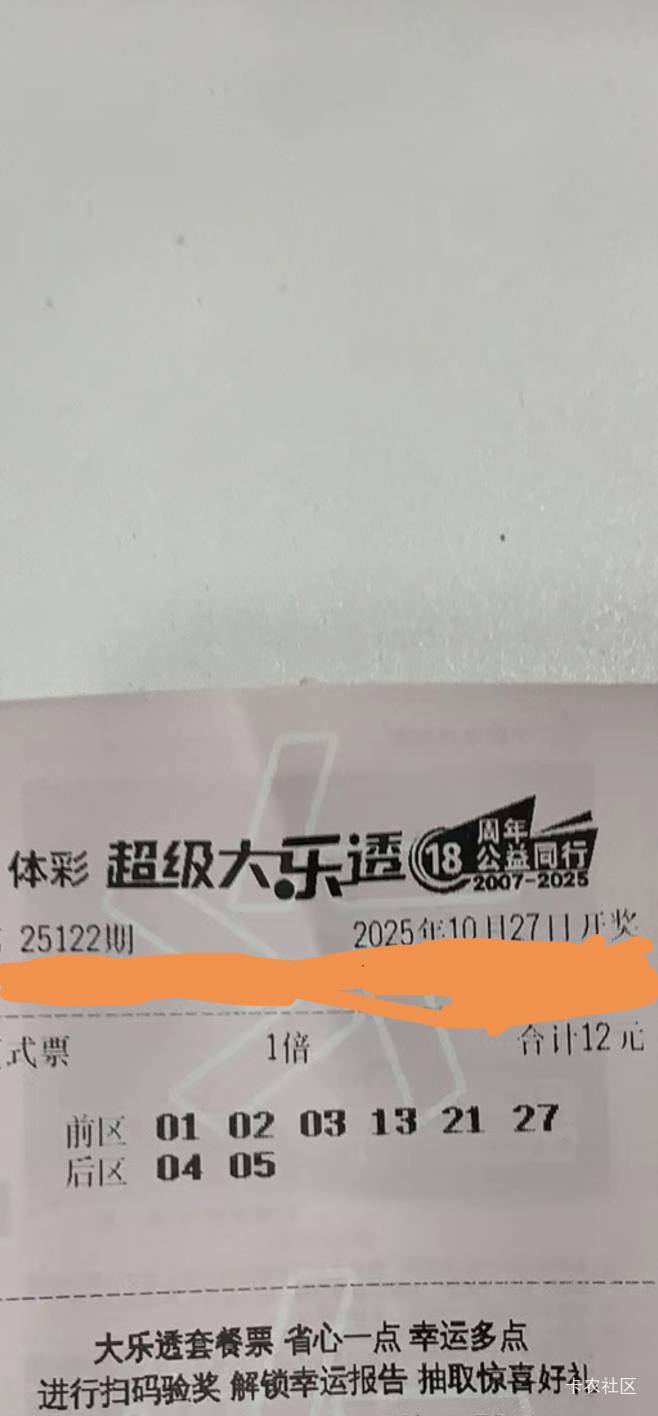 体彩 超级大乐透 18周年 公益同行 2007-2025
25122期 2025年10月27日开奖
式票 1倍 合计12元
前区 01 02 03 13 21 27
后区 04 05
大乐透套餐票 省心一点 幸运多点
进行扫码验奖 解锁幸运报告 抽取惊喜好礼
卡农社区